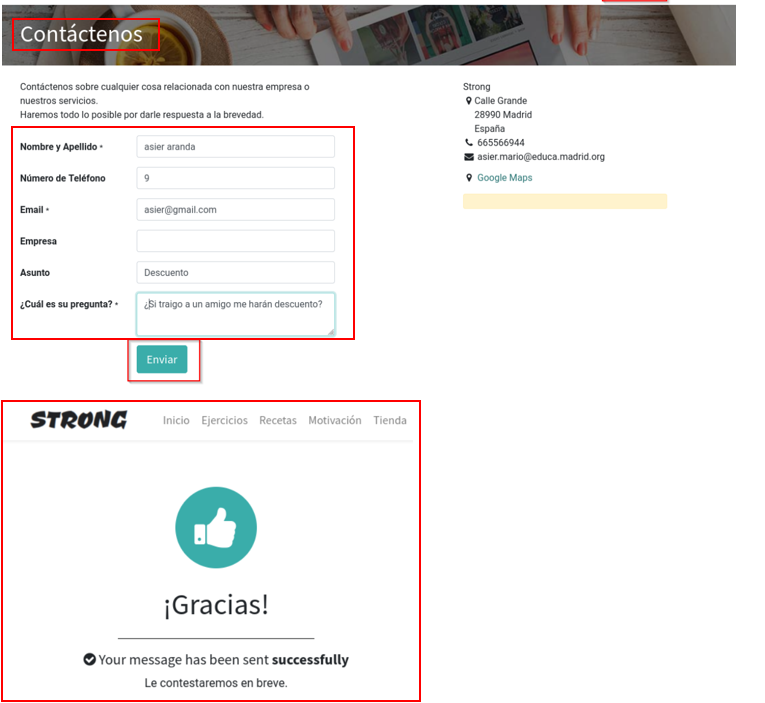 Contáctenos
Contáctenos sobre cualquier cosa relacionada con nuestra empresa o
nuestros servicios.
Haremos todo lo posible por darle respuesta a la brevedad.
Nombre y Apellido *
asier aranda
Número de Teléfono
9
Email *
asier@gmail.com
Empresa
Asunto
Descuento
¿Cuál es su pregunta? *
¿Si traigo a un amigo me harán descuento?
Enviar
Strong
Calle Grande
28990 Madrid
España
665566944
asier.mario@educa.madrid.org
Google Maps
STRONG
Inicio Ejercicios Recetas Motivación Tienda
¡Gracias!
Your message has been sent successfully
Le contestaremos en breve.